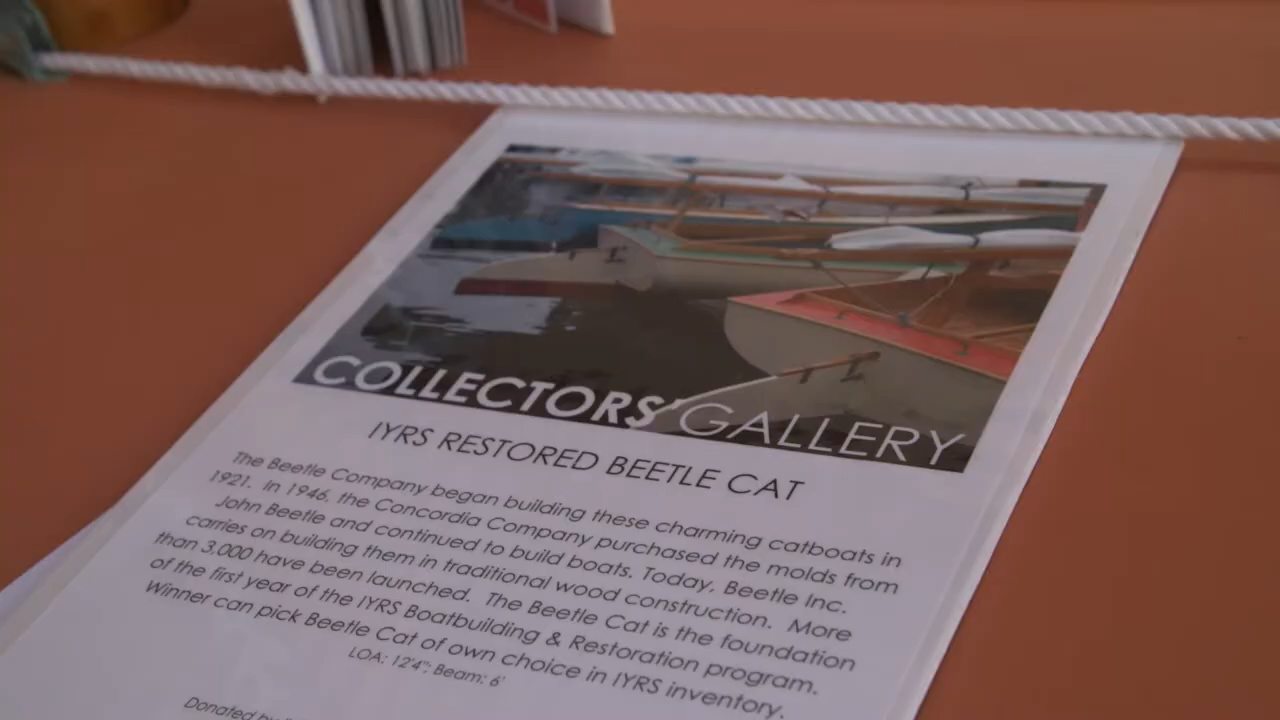 COLLECTORS' GALLERY
IYRS RESTORED BEETLE CAT
The Beetle Company began building these charming catboats in
1921. In 1946, the Concordia Company purchased the molds from
John Beetle and continued to build boats. Today, Beetle Inc.
carries on building them in traditional wood construction. More
than 3,000 have been launched. The Beetle Cat is the foundation
of the first year of the IYRS Boatbuilding & Restoration program.
Winner can pick Beetle Cat of own choice in IYRS inventory.
LOA: 12'4"; Beam: 6'
Donated by